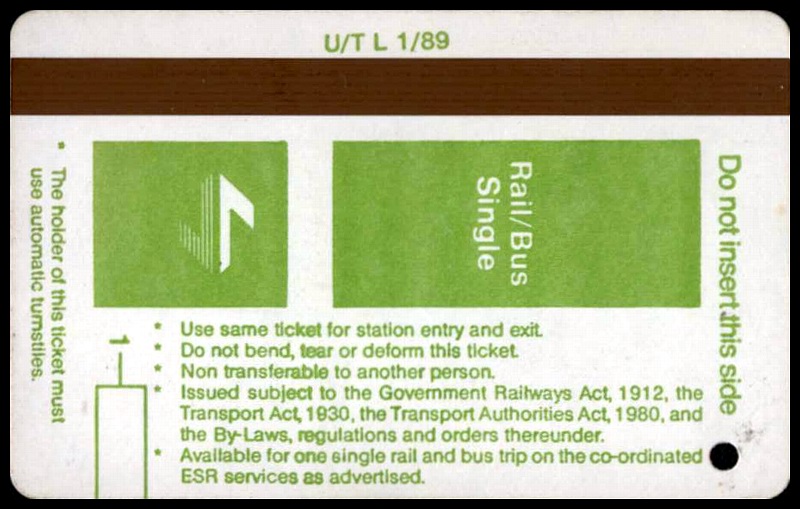 U/T L 1/89
Rail/Bus
Single
Do not insert this side
* The holder of this ticket must
use automatic turnstiles.
1
* Use same ticket for station entry and exit.
* Do not bend, tear or deform this ticket.
* Non transferable to another person.
* Issued subject to the Government Railways Act, 1912, the
Transport Act, 1930, the Transport Authorities Act, 1980, and
the By-Laws, regulations and orders thereunder.
* Available for one single rail and bus trip on the co-ordinated
ESR services as advertised.